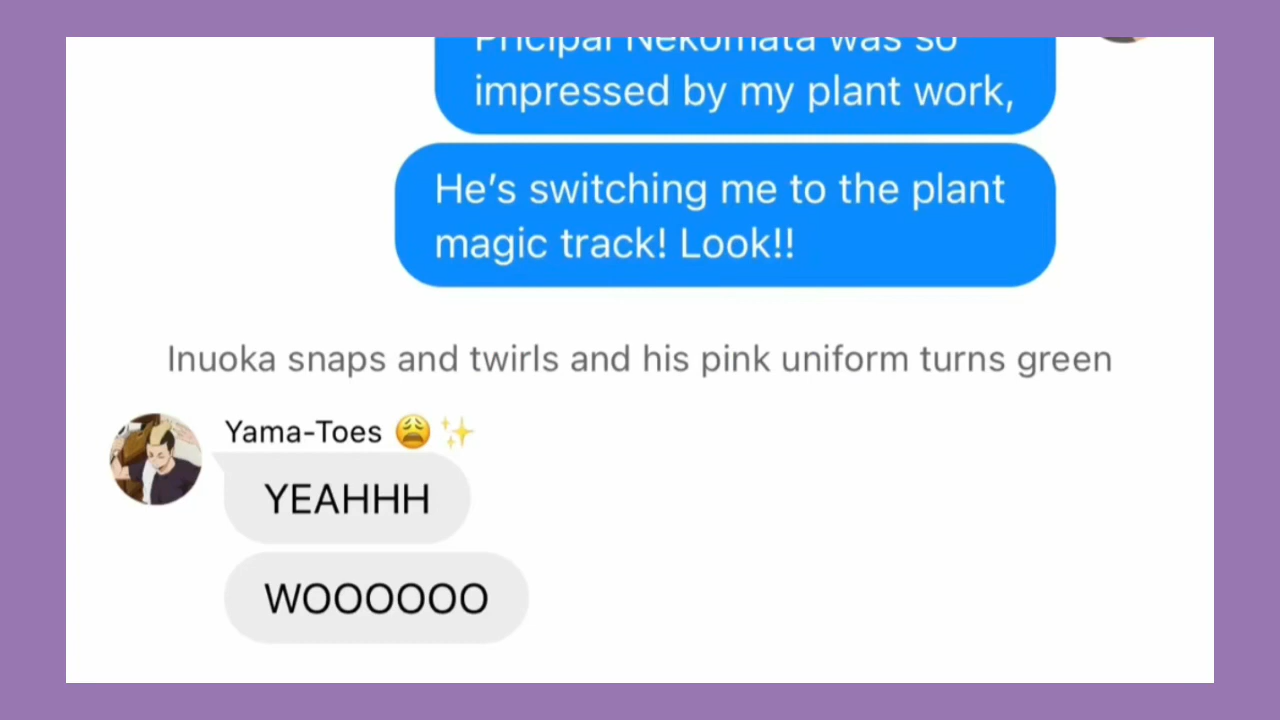 Pricipal Nekomata was so
impressed by my plant work,
He’s switching me to the plant
magic track! Look!!
Inuoka snaps and twirls and his pink uniform turns green
Yama-Toes 😩 ✨
YEAHHH
WOOOOOO